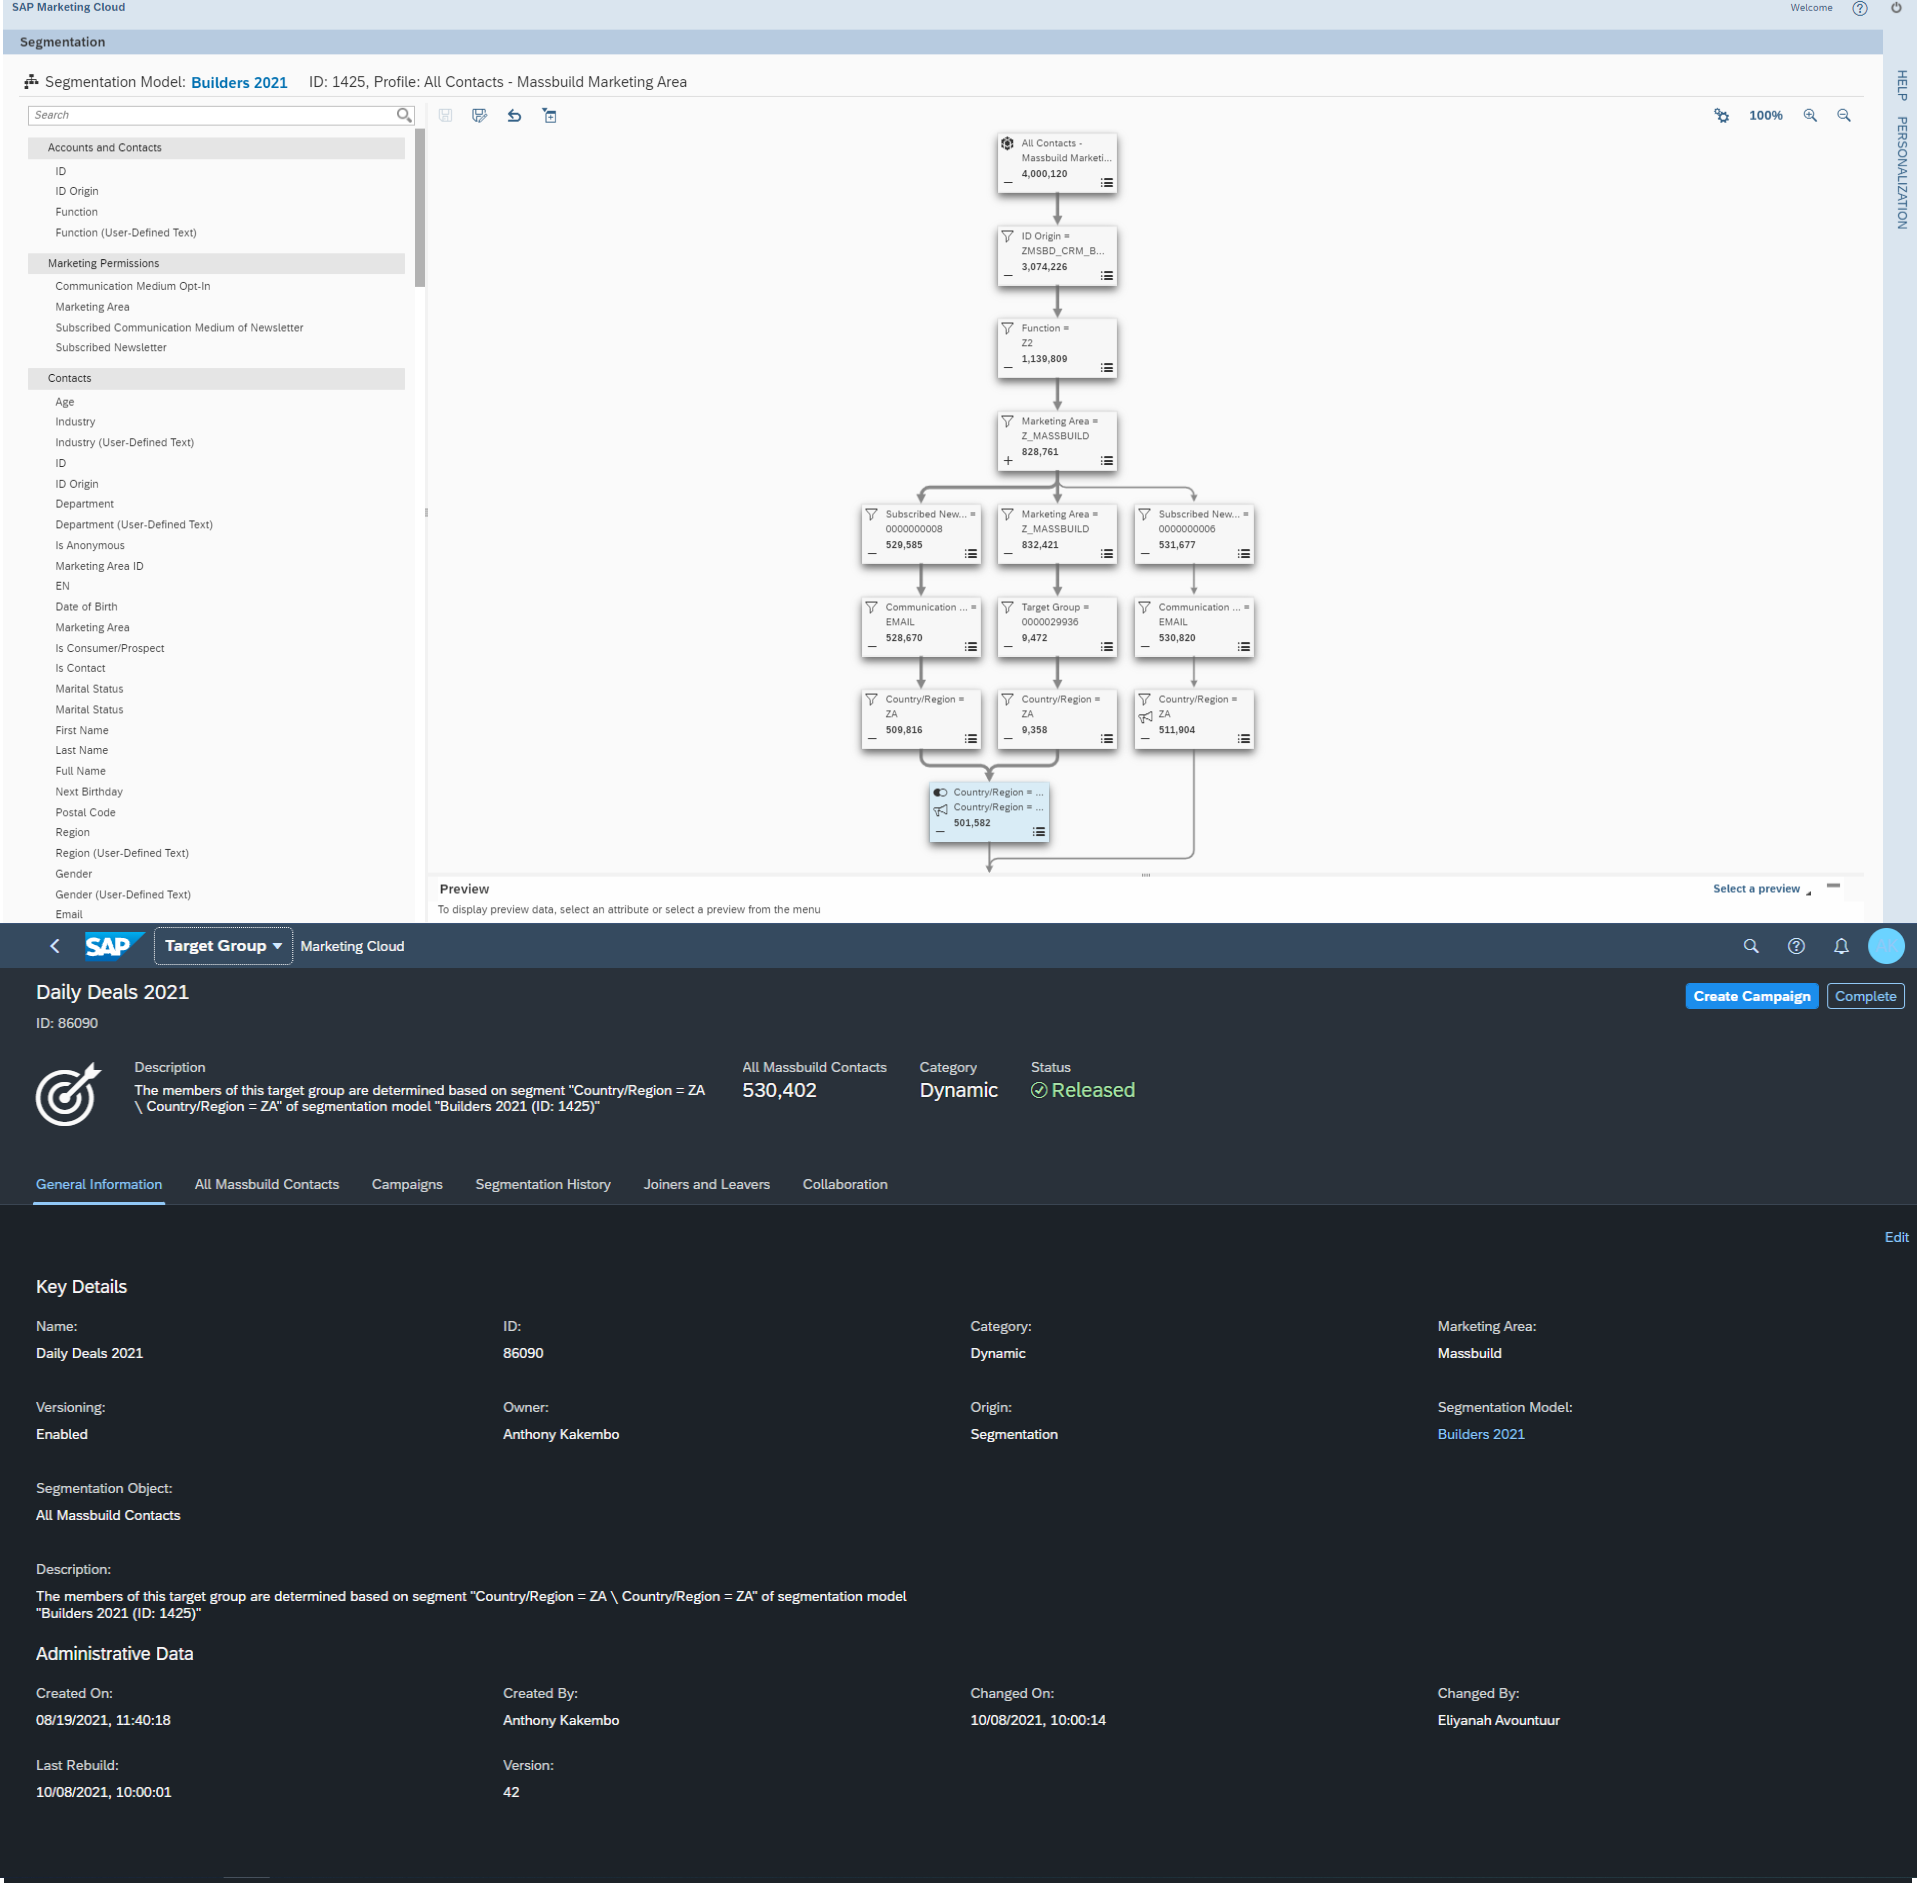 SAP Marketing Cloud
Welcome
Segmentation
HELP
PERSONALIZATION
Segmentation Model: Builders 2021 ID: 1425, Profile: All Contacts - Massbuild Marketing Area
Search
100%
Accounts and Contacts
ID
ID Origin
Function
Function (User-Defined Text)
Marketing Permissions
Communication Medium Opt-In
Marketing Area
Subscribed Communication Medium of Newsletter
Subscribed Newsletter
Contacts
Age
Industry
Industry (User-Defined Text)
ID
ID Origin
Department
Department (User-Defined Text)
Is Anonymous
Marketing Area ID
EN
Date of Birth
Marketing Area
Is Consumer/Prospect
Is Contact
Marital Status
Marital Status
First Name
Last Name
Full Name
Next Birthday
Postal Code
Region
Region (User-Defined Text)
Gender
Gender (User-Defined Text)
Email
All Contacts -
Massbuild Marketi...
4,000,120
ID Origin =
ZMSBD_CRM_B...
3,074,226
Function =
Z2
1,139,809
Marketing Area =
Z_MASSBUILD
828,761
Subscribed New... =
0000000008
529,585
Marketing Area =
Z_MASSBUILD
832,421
Subscribed New... =
0000000006
531,677
Communication ... =
EMAIL
528,670
Target Group =
0000029936
9,472
Communication ... =
EMAIL
530,820
Country/Region =
ZA
509,816
Country/Region =
ZA
9,358
Country/Region =
ZA
511,904
Country/Region = ...
Country/Region = ...
501,582
Preview
Select a preview
To display preview data, select an attribute or select a preview from the menu
SAP
Target Group
Marketing Cloud
Daily Deals 2021
ID: 86090
Create Campaign
Complete
Description
The members of this target group are determined based on segment "Country/Region = ZA
\ Country/Region = ZA" of segmentation model "Builders 2021 (ID: 1425)"
All Massbuild Contacts
530,402
Category
Dynamic
Status
Released
General Information
All Massbuild Contacts
Campaigns
Segmentation History
Joiners and Leavers
Collaboration
Edit
Key Details
Name:
Daily Deals 2021
ID:
86090
Category:
Dynamic
Marketing Area:
Massbuild
Versioning:
Enabled
Owner:
Anthony Kakembo
Origin:
Segmentation
Segmentation Model:
Builders 2021
Segmentation Object:
All Massbuild Contacts
Description:
The members of this target group are determined based on segment "Country/Region = ZA \ Country/Region = ZA" of segmentation model
"Builders 2021 (ID: 1425)"
Administrative Data
Created On:
08/19/2021, 11:40:18
Created By:
Anthony Kakembo
Changed On:
10/08/2021, 10:00:14
Changed By:
Eliyanah Avountuur
Last Rebuild:
10/08/2021, 10:00:01
Version:
42